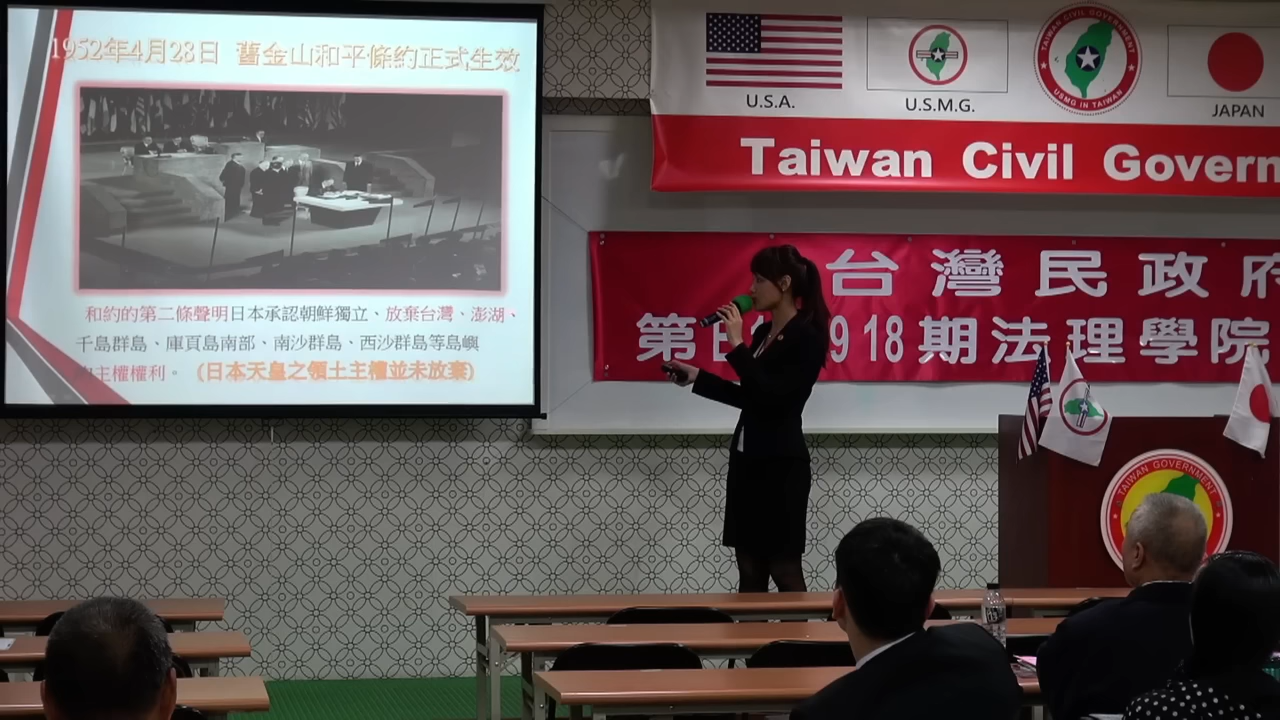 1952年4月28日 舊金山和平條約正式生效
和約的第二條聲明日本承認朝鮮獨立、放棄台灣、澎湖、
千島群島、庫頁島南部、南沙群島、西沙群島等島嶼
的主權權利。 (日本天皇之領土主權並未放棄)
U.S.A.
U.S.M.G.
TAIWAN CIVIL GOVERNMENT
USMG IN TAIWAN
JAPAN
Taiwan Civil Govern
台灣民政府
第 918期法理學院
TAIWAN GOVERNMENT